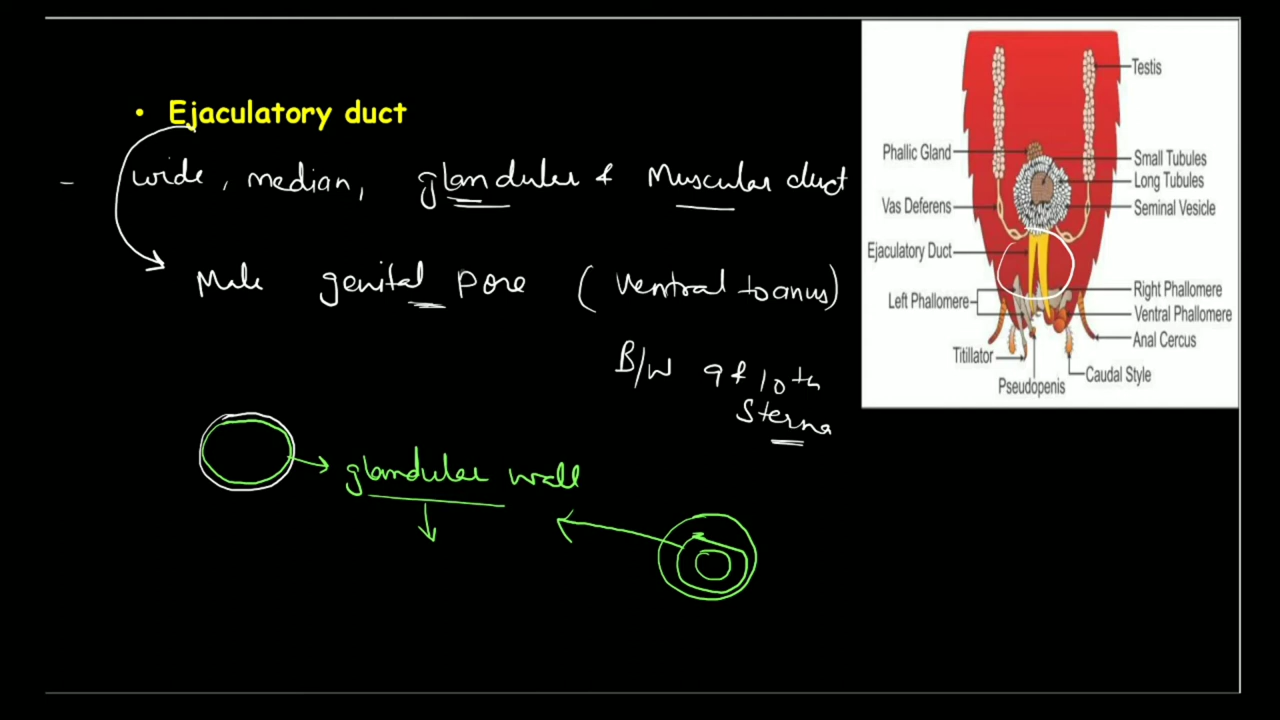 • Ejaculatory duct
- wide, median, glandular & Muscular duct
Male genital pore (ventral to anus)
B/W 9 & 10th
Sterna
glandular wall
Testis
Phallic Gland
Small Tubules
Long Tubules
Vas Deferens
Seminal Vesicle
Ejaculatory Duct
Right Phallomere
Left Phallomere
Ventral Phallomere
Anal Cercus
Titillator
Caudal Style
Pseudopenis